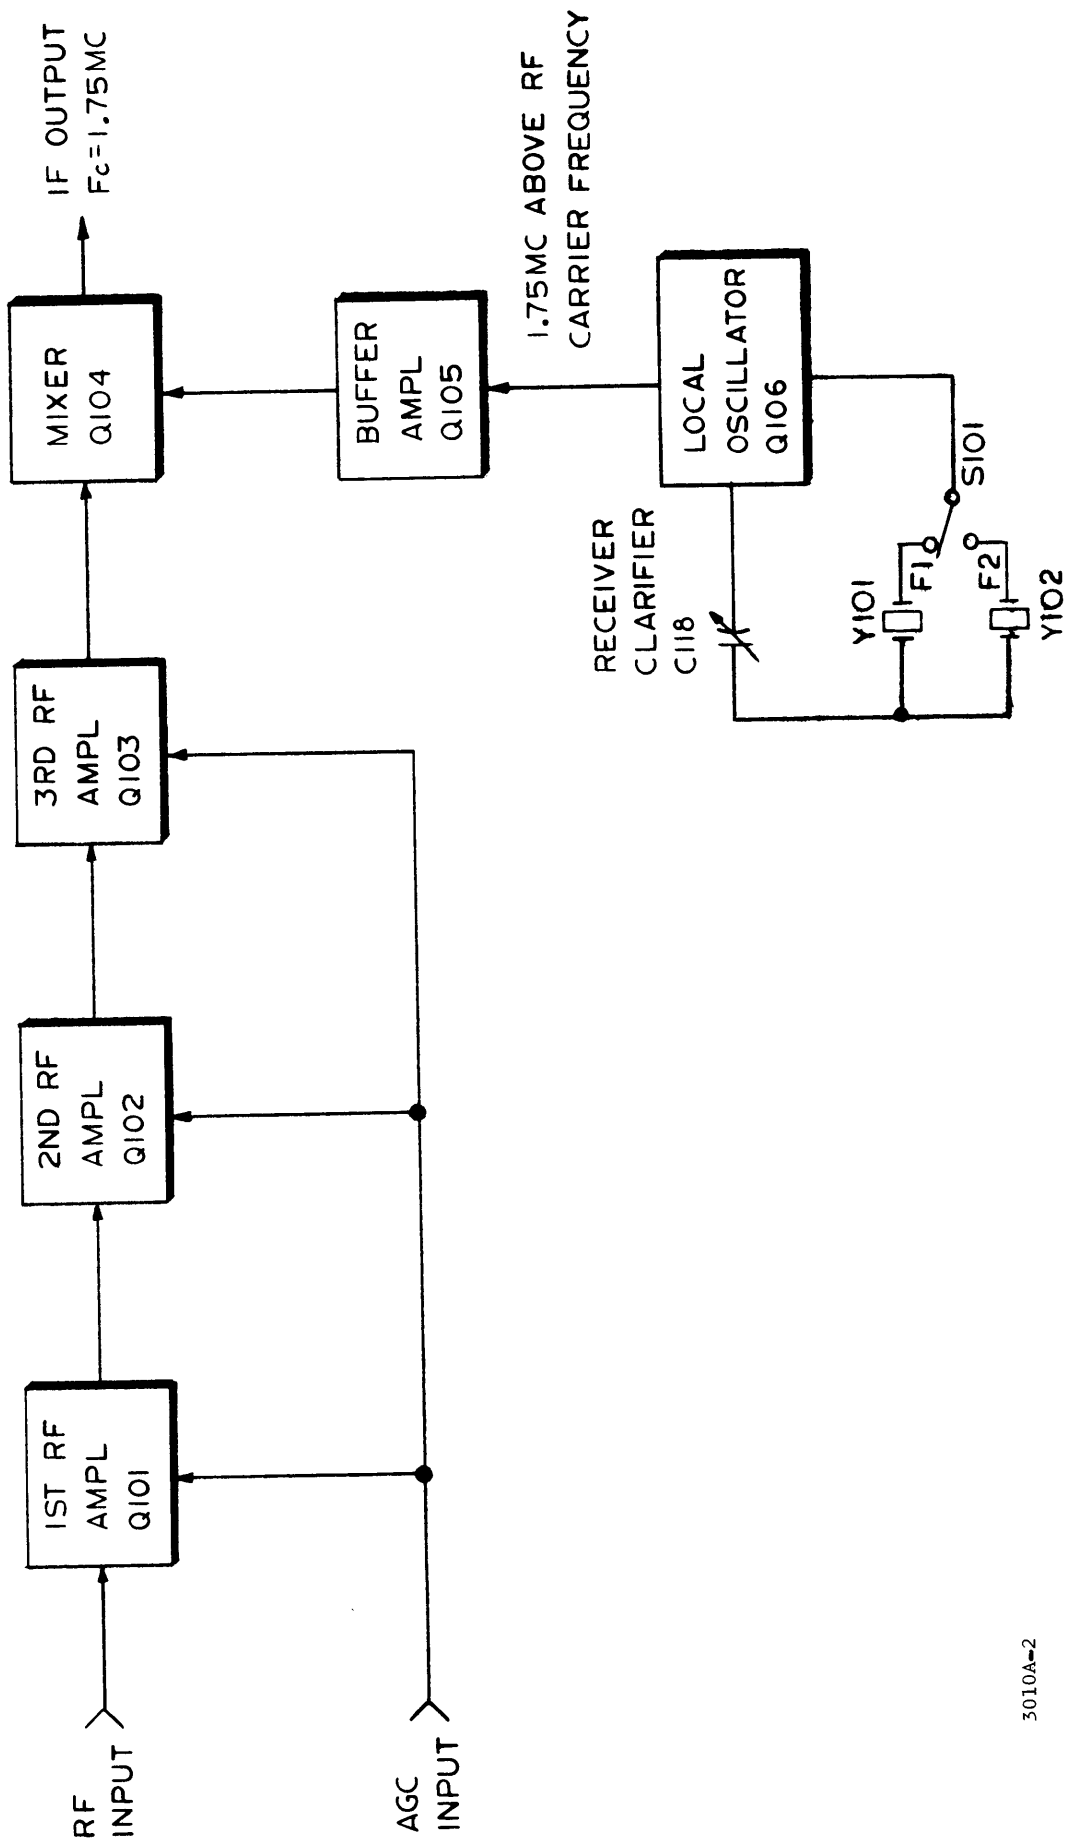 RF
INPUT
1ST RF
AMPL
Q101
2ND RF
AMPL
Q102
3RD RF
AMPL
Q103
MIXER
Q104
IF OUTPUT
Fc=1.75MC
AGC
INPUT
BUFFER
AMPL
Q105
1.75MC ABOVE RF
CARRIER FREQUENCY
RECEIVER
CLARIFIER
C118
LOCAL
OSCILLATOR
Q106
Y101
F1
S101
F2
Y102
3010A-2